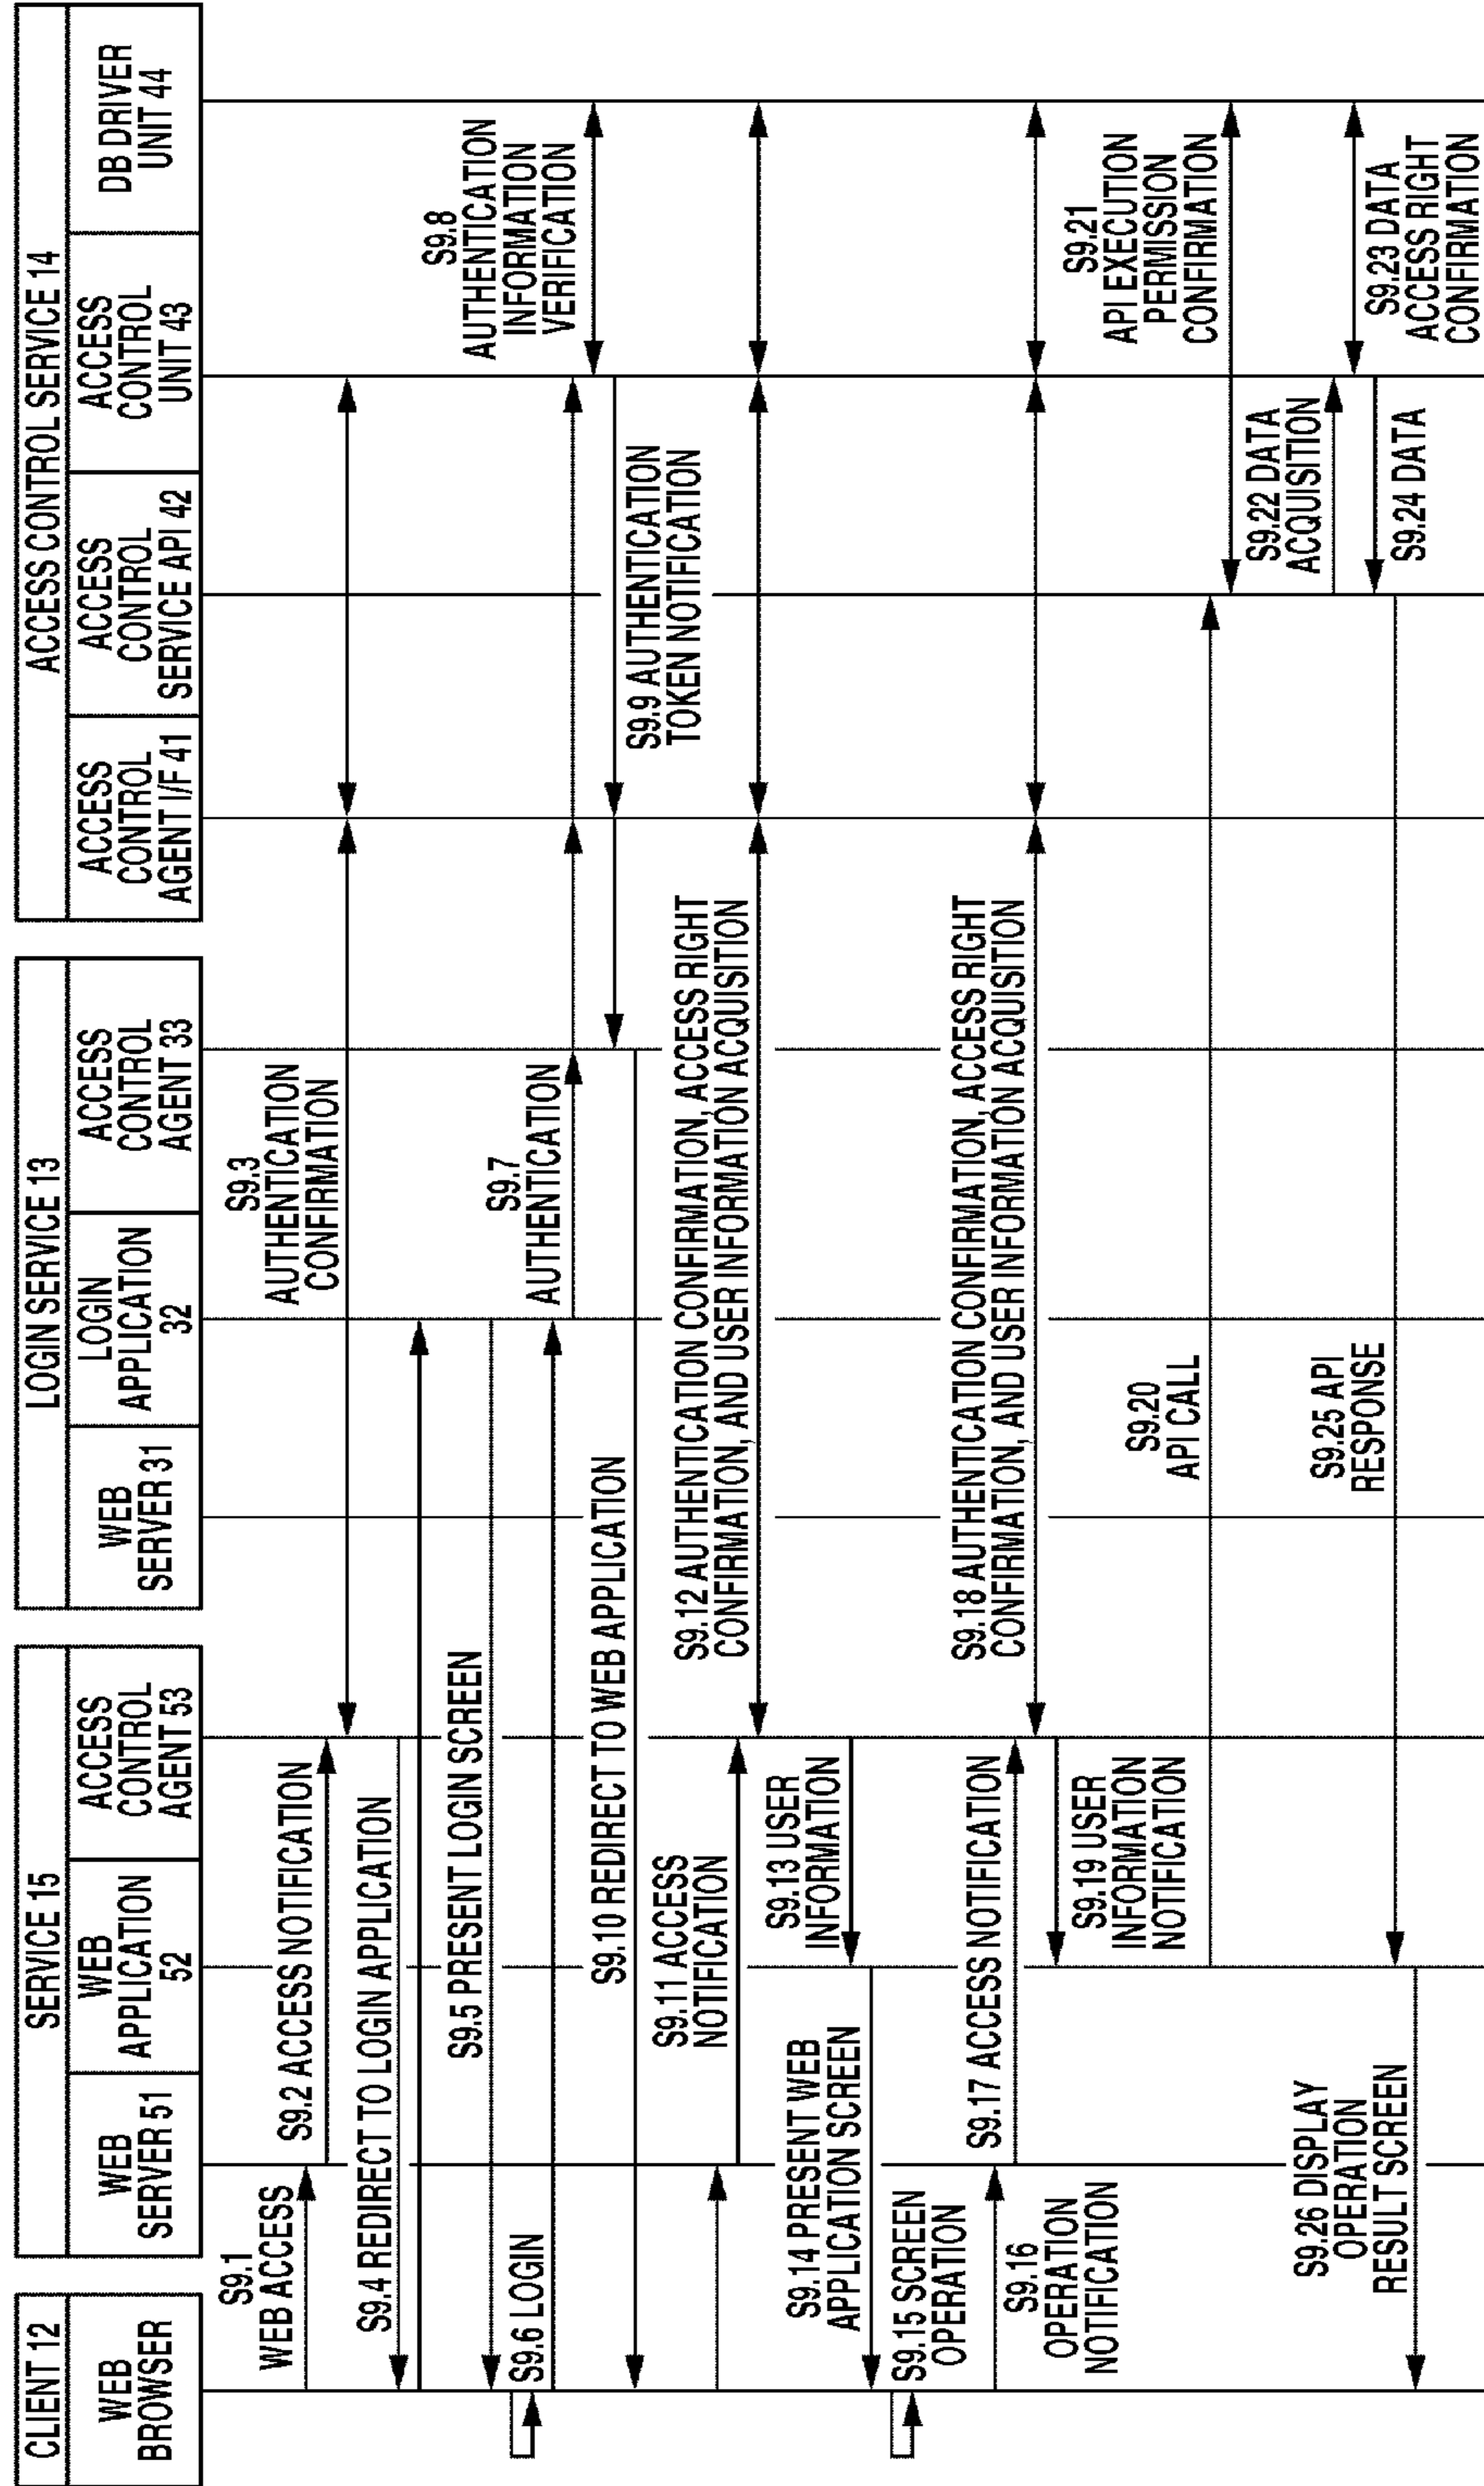 CLIENT 12
WEB
BROWSER
SERVICE 15
WEB
SERVER 51
WEB
APPLICATION
52
ACCESS
CONTROL
AGENT 53
LOGIN SERVICE 13
WEB
SERVER 31
LOGIN
APPLICATION
32
ACCESS
CONTROL
AGENT 33
ACCESS CONTROL SERVICE 14
ACCESS
CONTROL
AGENT I/F 41
ACCESS
CONTROL
SERVICE API 42
ACCESS
CONTROL
UNIT 43
DB DRIVER
UNIT 44
S9.1
WEB ACCESS
S9.2 ACCESS NOTIFICATION
S9.3
AUTHENTICATION
CONFIRMATION
S9.4 REDIRECT TO LOGIN APPLICATION
S9.5 PRESENT LOGIN SCREEN
S9.6 LOGIN
S9.7
AUTHENTICATION
S9.8
AUTHENTICATION
INFORMATION
VERIFICATION
S9.9 AUTHENTICATION
TOKEN NOTIFICATION
S9.10 REDIRECT TO WEB APPLICATION
S9.11 ACCESS
NOTIFICATION
S9.12 AUTHENTICATION CONFIRMATION, ACCESS RIGHT
CONFIRMATION, AND USER INFORMATION ACQUISITION
S9.13 USER
INFORMATION
S9.14 PRESENT WEB
APPLICATION SCREEN
S9.15 SCREEN
OPERATION
S9.16
OPERATION
NOTIFICATION
S9.17 ACCESS NOTIFICATION
S9.18 AUTHENTICATION CONFIRMATION, ACCESS RIGHT
CONFIRMATION, AND USER INFORMATION ACQUISITION
S9.19 USER
INFORMATION
NOTIFICATION
S9.20
API CALL
S9.21
API EXECUTION
PERMISSION
CONFIRMATION
S9.22 DATA
ACQUISITION
S9.23 DATA
ACCESS RIGHT
CONFIRMATION
S9.24 DATA
S9.25 API
RESPONSE
S9.26 DISPLAY
OPERATION
RESULT SCREEN